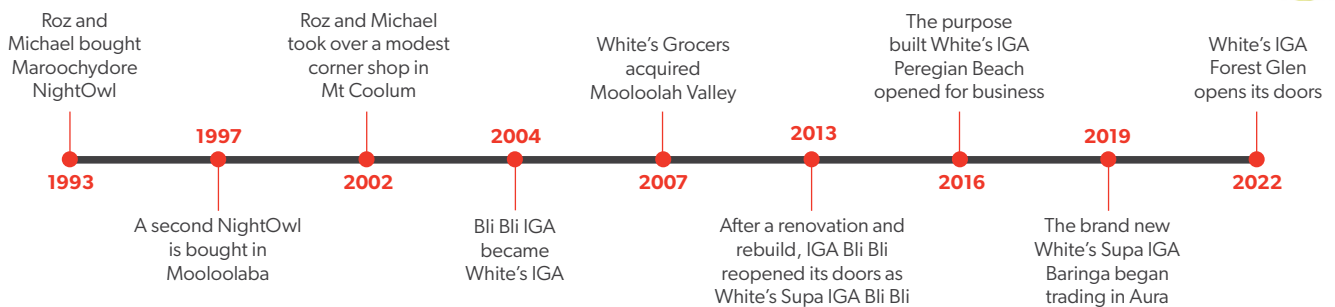 Roz and
Michael bought
Maroochydore
NightOwl
1993
1997
A second NightOwl
is bought in
Mooloolaba
Roz and Michael
took over a modest
corner shop in
Mt Coolum
2002
2004
Bli Bli IGA
became
White's IGA
White's Grocers
acquired
Mooloolah Valley
2007
2013
After a renovation and
rebuild, IGA Bli Bli
reopened its doors as
White's Supa IGA Bli Bli
The purpose
built White's IGA
Peregian Beach
opened for business
2016
2019
The brand new
White's Supa IGA
Baringa began
trading in Aura
White's IGA
Forest Glen
opens its doors
2022